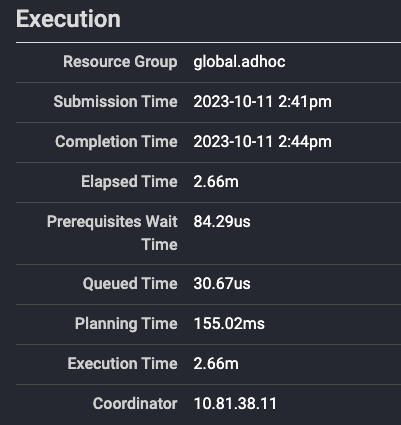 Execution
Resource Group global.adhoc
Submission Time 2023-10-11 2:41pm
Completion Time 2023-10-11 2:44pm
Elapsed Time 2.66m
Prerequisites Wait 84.29us
Time
Queued Time 30.67us
Planning Time 155.02ms
Execution Time 2.66m
Coordinator 10.81.38.11